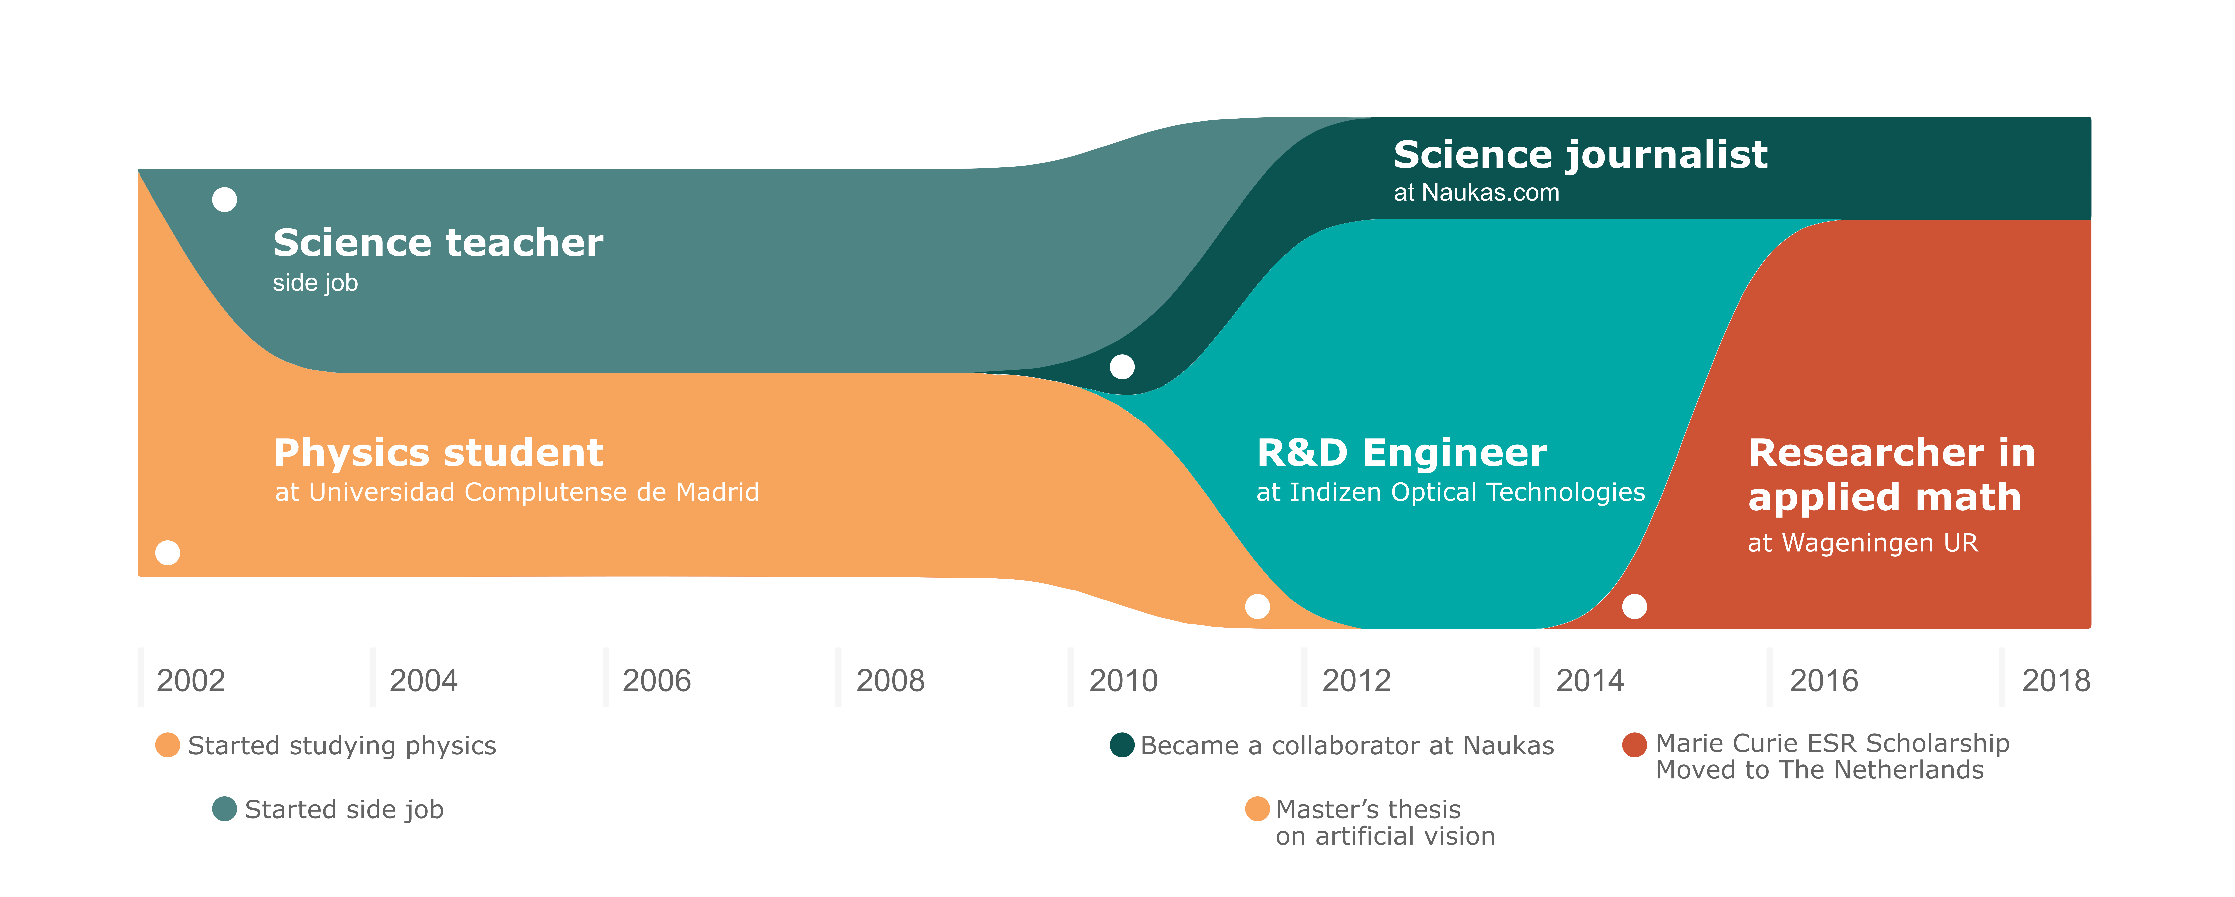 Science journalist
at Naukas.com
Science teacher
side job
Physics student
at Universidad Complutense de Madrid
R&D Engineer
at Indizen Optical Technologies
Researcher in
applied math
at Wageningen UR
2002
2004
2006
2008
2010
2012
2014
2016
2018
Started studying physics
Became a collaborator at Naukas
Marie Curie ESR Scholarship
Moved to The Netherlands
Started side job
Master’s thesis
on artificial vision